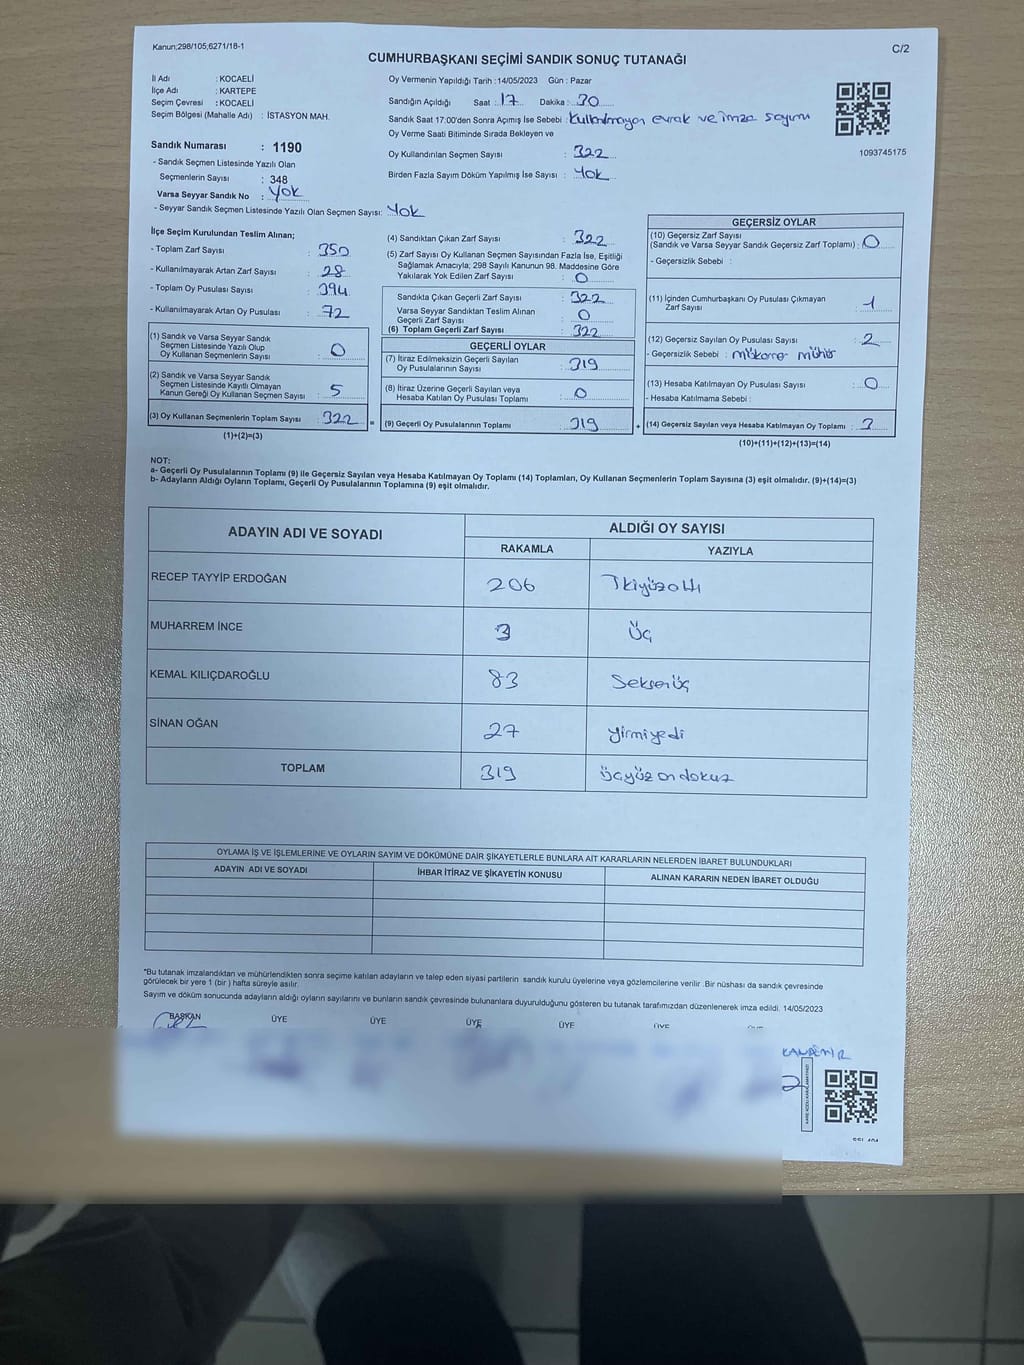 Kanun;298/105;6271/18-1
C/2
CUMHURBAŞKANI SEÇİMİ SANDIK SONUÇ TUTANAĞI
İl Adı : KOCAELİ
İlçe Adı : KARTEPE
Seçim Çevresi : KOCAELİ
Seçim Bölgesi (Mahalle Adı) : İSTASYON MAH.
Oy Vermenin Yapıldığı Tarih :14/05/2023 Gün : Pazar
Sandığın Açıldığı Saat : 17 Dakika : 30
Sandık Saat 17:00'den Sonra Açımış İse Sebebi : Kullanılmayan evrak ve imza sayımı
Oy Verme Saati Bitiminde Sırada Bekleyen ve
Oy Kullandırılan Seçmen Sayısı : 322
Birden Fazla Sayım Döküm Yapılmış İse Sayısı : Yok
1093745175
Sandık Numarası : 1190
- Sandık Seçmen Listesinde Yazılı Olan
Seçmenlerin Sayısı : 348
Varsa Seyyar Sandık No : Yok
- Seyyar Sandık Seçmen Listesinde Yazılı Olan Seçmen Sayısı: Yok
İlçe Seçim Kurulundan Teslim Alınan;
- Toplam Zarf Sayısı : 350
- Kullanılmayarak Artan Zarf Sayısı : 28
- Toplam Oy Pusulası Sayısı : 394
- Kullanılmayarak Artan Oy Pusulası : 72
(1) Sandık ve Varsa Seyyar Sandık
Seçmen Listesinde Yazılı Olup
Oy Kullanan Seçmenlerin Sayısı : 0
(2) Sandık ve Varsa Seyyar Sandık
Seçmen Listesinde Kayıtlı Olmayan
Kanun Gereği Oy Kullanan Seçmen Sayısı : 5
(3) Oy Kullanan Seçmenlerin Toplam Sayısı : 322
(1)+(2)=(3)
(4) Sandıktan Çıkan Zarf Sayısı : 322
(5) Zarf Sayısı Oy Kullanan Seçmen Sayısından Fazla İse, Eşitliği
Sağlamak Amacıyla; 298 Sayılı Kanunun 98. Maddesine Göre
Yakılarak Yok Edilen Zarf Sayısı : 0
Sandıkta Çıkan Geçerli Zarf Sayısı : 322
Varsa Seyyar Sandıktan Teslim Alınan
Geçerli Zarf Sayısı : 0
(6) Toplam Geçerli Zarf Sayısı : 322
GEÇERLİ OYLAR
(7) İtiraz Edilmeksizin Geçerli Sayılan
Oy Pusulalarının Sayısı : 319
(8) İtiraz Üzerine Geçerli Sayılan veya
Hesaba Katılan Oy Pusulası Toplamı : 0
= (9) Geçerli Oy Pusulalarının Toplamı : 319 +
GEÇERSİZ OYLAR
(10) Geçersiz Zarf Sayısı
(Sandık ve Varsa Seyyar Sandık Geçersiz Zarf Toplamı) : 0
- Geçersizlik Sebebi :
(11) İçinden Cumhurbaşkanı Oy Pusulası Çıkmayan
Zarf Sayısı : 1
(12) Geçersiz Sayılan Oy Pusulası Sayısı : 2
- Geçersizlik Sebebi : mükerrer mühür
(13) Hesaba Katılmayan Oy Pusulası Sayısı : 0
- Hesaba Katılmama Sebebi :
(14) Geçersiz Sayılan veya Hesaba Katılmayan Oy Toplamı : 3
(10)+(11)+(12)+(13)=(14)
NOT:
a- Geçerli Oy Pusulalarının Toplamı (9) ile Geçersiz Sayılan veya Hesaba Katılmayan Oy Toplamı (14) Toplamları, Oy Kullanan Seçmenlerin Toplam Sayısına (3) eşit olmalıdır. (9)+(14)=(3)
b- Adayların Aldığı Oyların Toplamı, Geçerli Oy Pusulalarının Toplamına (9) eşit olmalıdır.
ADAYIN ADI VE SOYADI
ALDIĞI OY SAYISI
RAKAMLA YAZIYLA
RECEP TAYYİP ERDOĞAN 206 İkiyüzaltı
MUHARREM İNCE 3 Üç
KEMAL KILIÇDAROĞLU 83 Seksenüç
SİNAN OĞAN 27 yirmiyedi
TOPLAM 319 üçyüz on dokuz
OYLAMA İŞ VE İŞLEMLERİNE VE OYLARIN SAYIM VE DÖKÜMÜNE DAİR ŞİKAYETLERLE BUNLARA AİT KARARLARIN NELERDEN İBARET BULUNDUKLARI
ADAYIN ADI VE SOYADI İHBAR İTİRAZ VE ŞİKAYETİN KONUSU ALINAN KARARIN NEDEN İBARET OLDUĞU
*Bu tutanak imzalandıktan ve mühürlendikten sonra seçime katılan adayların ve talep eden siyasi partilerin sandık kurulu üyelerine veya gözlemcilerine verilir .Bir nüshası da sandık çevresinde
görülecek bir yere 1 (bir ) hafta süreyle asılır.
Sayım ve döküm sonucunda adayların aldığı oyların sayılarını ve bunların sandık çevresinde bulunanlara duyurulduğunu gösteren bu tutanak tarafımızdan düzenlenerek imza edildi. 14/05/2023
BAŞKAN ÜYE ÜYE ÜYE ÜYE ÜYE
KANDEMİR